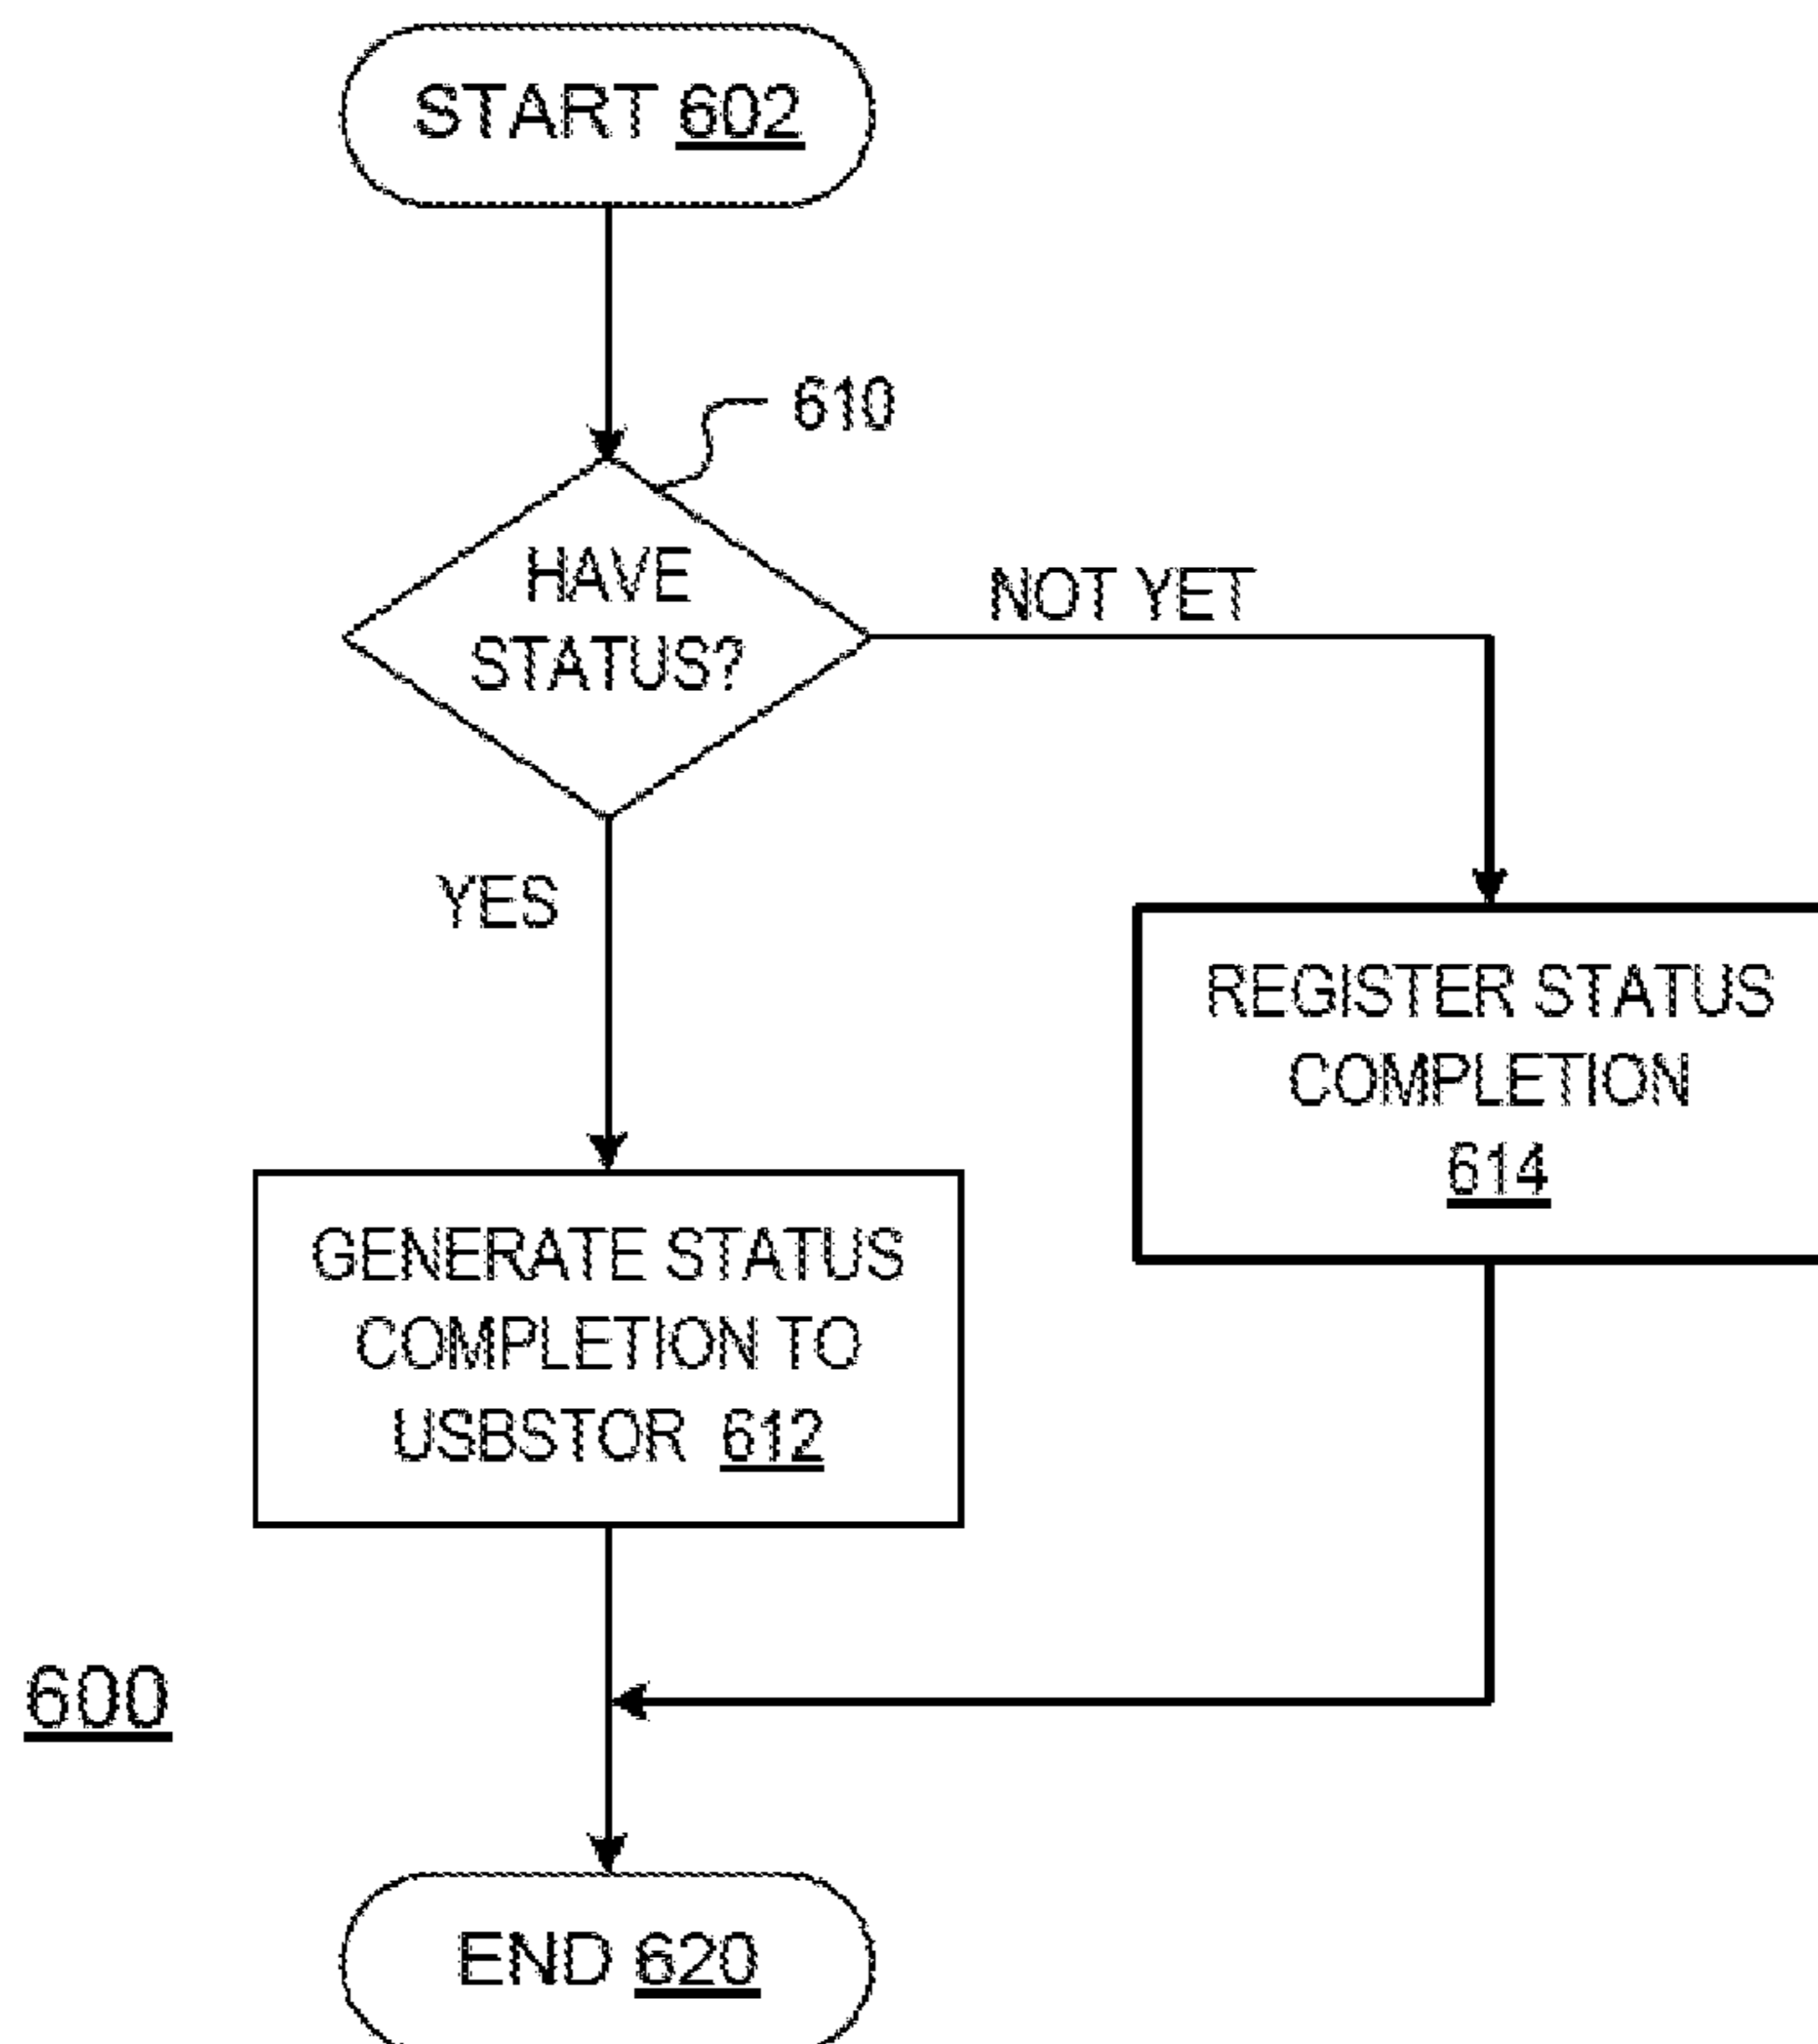 START 602
610
HAVE
STATUS?
NOT YET
YES
REGISTER STATUS
COMPLETION
614
GENERATE STATUS
COMPLETION TO
USBSTOR 612
600
END 620